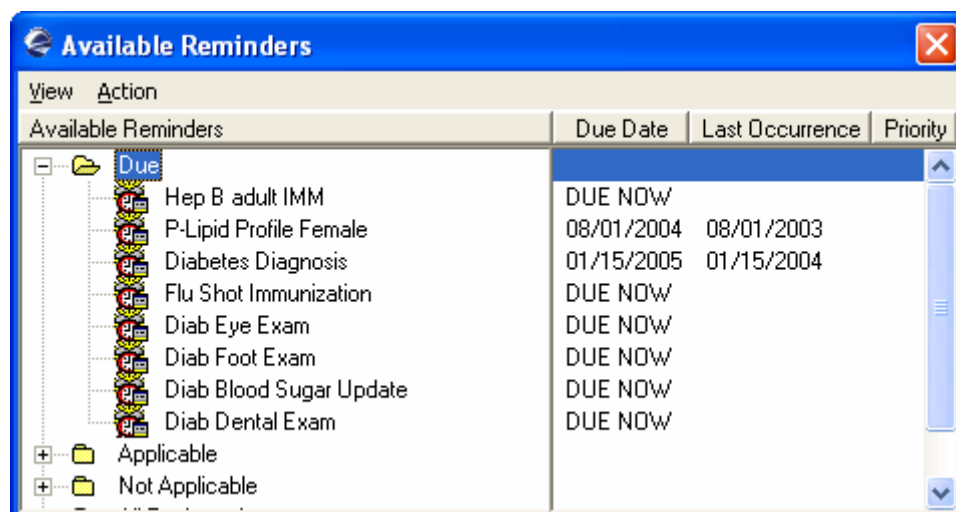 Available Reminders
View Action
Available Reminders Due Date Last Occurrence Priority
Due
Hep B adult IMM DUE NOW
P-Lipid Profile Female 08/01/2004 08/01/2003
Diabetes Diagnosis 01/15/2005 01/15/2004
Flu Shot Immunization DUE NOW
Diab Eye Exam DUE NOW
Diab Foot Exam DUE NOW
Diab Blood Sugar Update DUE NOW
Diab Dental Exam DUE NOW
Applicable
Not Applicable